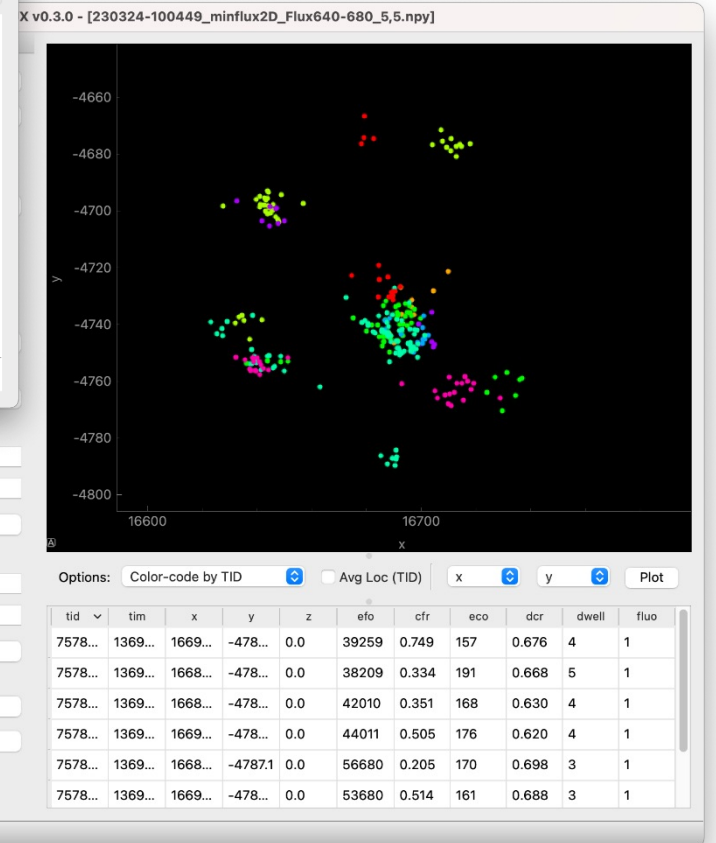 X v0.3.0 - [230324-100449_minflux2D_Flux640-680_5,5.npy]
-4660
-4680
-4700
-4720
-4740
-4760
-4780
-4800
y
16600 16700
x
A
Options: Color-code by TID Avg Loc (TID) x y Plot
tid tim x y z efo cfr eco dcr dwell fluo
7578... 1369... 1669... -478... 0.0 39259 0.749 157 0.676 4 1
7578... 1369... 1668... -478... 0.0 38209 0.334 191 0.668 5 1
7578... 1369... 1669... -478... 0.0 42010 0.351 168 0.630 4 1
7578... 1369... 1669... -478... 0.0 44011 0.505 176 0.620 4 1
7578... 1369... 1668... -4787.1 0.0 56680 0.205 170 0.698 3 1
7578... 1369... 1669... -478... 0.0 53680 0.514 161 0.688 3 1